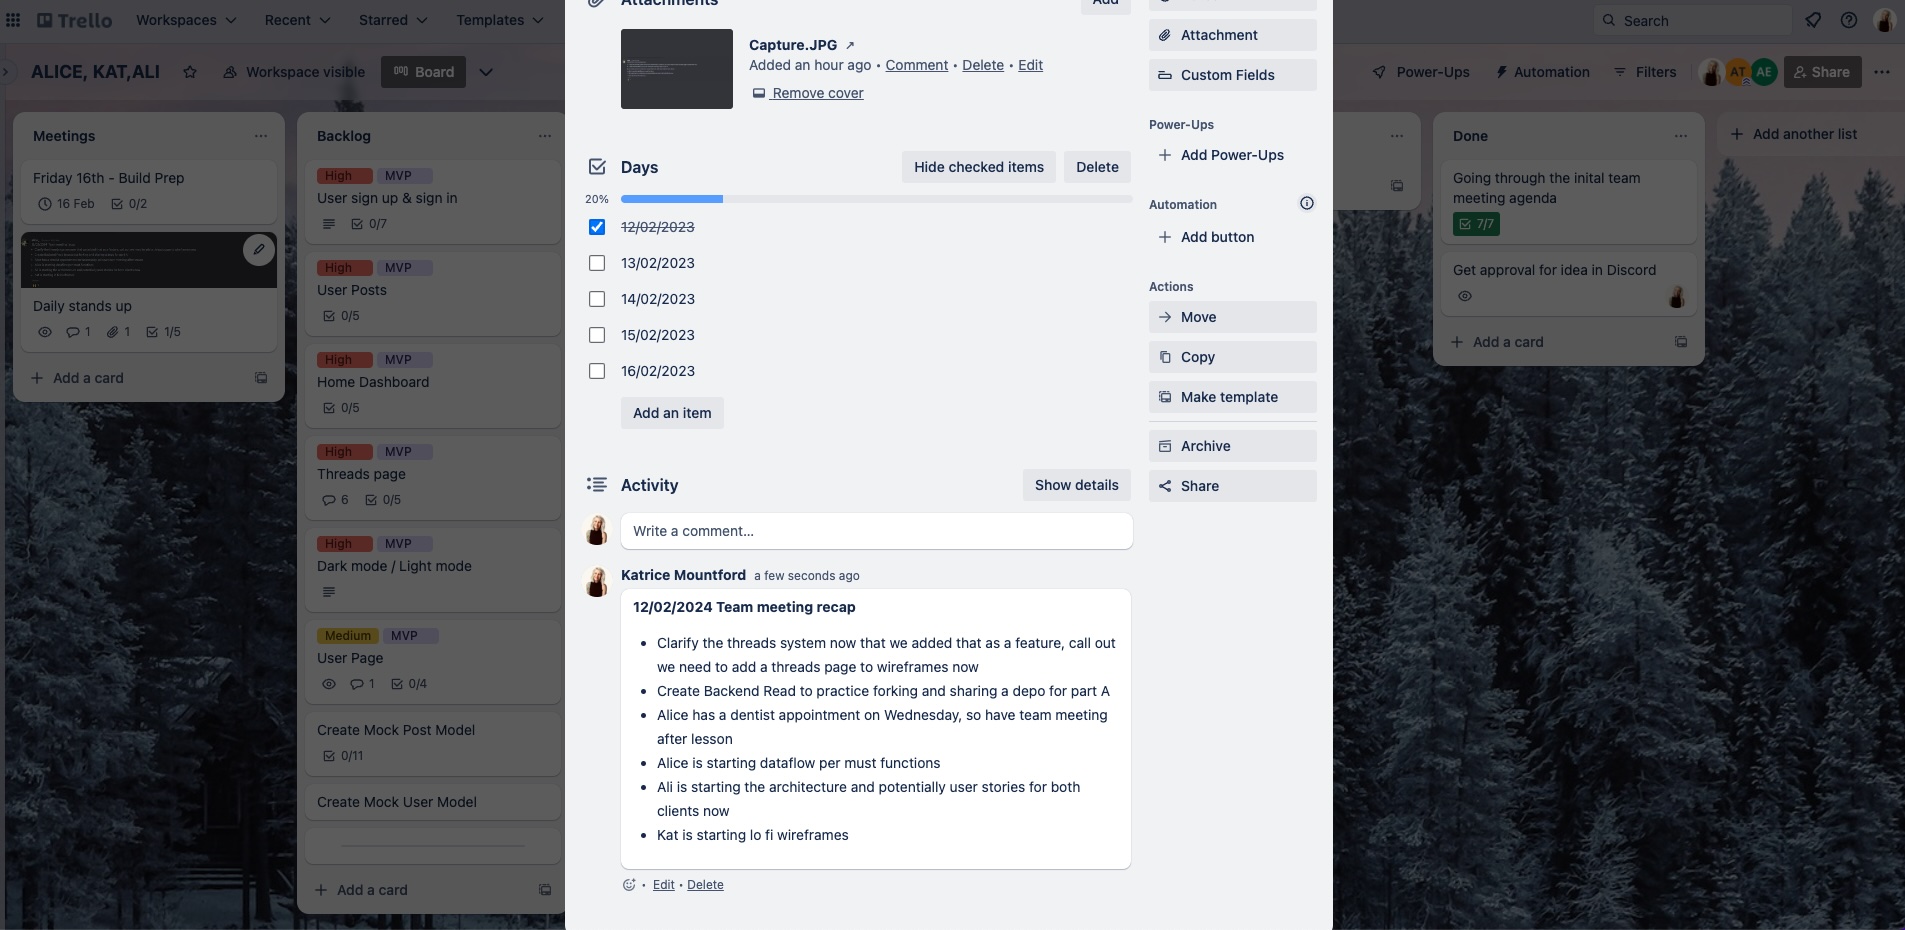 Trello
Workspaces
Recent
Starred
Templates
Search
ALICE, KAT,ALI
Workspace visible
Board
Power-Ups
Automation
Filters
AT
AE
Share
Meetings
Friday 16th - Build Prep
16 Feb
0/2
Daily stands up
1
1
1/5
+ Add a card
Backlog
High
MVP
User sign up & sign in
0/7
High
MVP
User Posts
0/5
High
MVP
Home Dashboard
0/5
High
MVP
Threads page
6
0/5
High
MVP
Dark mode / Light mode
Medium
MVP
User Page
1
0/4
Create Mock Post Model
0/11
Create Mock User Model
+ Add a card
Attachments
Add
Capture.JPG ↗
Added an hour ago • Comment • Delete • Edit
Remove cover
Days
Hide checked items
Delete
20%
12/02/2023
13/02/2023
14/02/2023
15/02/2023
16/02/2023
Add an item
Activity
Show details
Write a comment…
Katrice Mountford a few seconds ago
12/02/2024 Team meeting recap
• Clarify the threads system now that we added that as a feature, call out
we need to add a threads page to wireframes now
• Create Backend Read to practice forking and sharing a depo for part A
• Alice has a dentist appointment on Wednesday, so have team meeting
after lesson
• Alice is starting dataflow per must functions
• Ali is starting the architecture and potentially user stories for both
clients now
• Kat is starting lo fi wireframes
• Edit • Delete
Attachment
Custom Fields
Power-Ups
+ Add Power-Ups
Automation
+ Add button
Actions
Move
Copy
Make template
Archive
Share
Done
Going through the inital team
meeting agenda
7/7
Get approval for idea in Discord
+ Add a card
+ Add another list